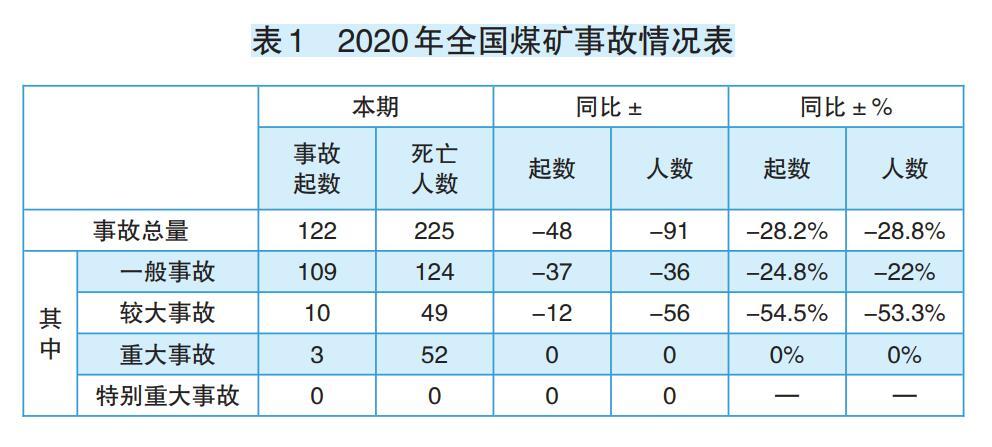 表1 2020年全国煤矿事故情况表
本期 同比± 同比±%
事故起数 死亡人数 起数 人数 起数 人数
事故总量 122 225 −48 −91 −28.2% −28.8%
其中
一般事故 109 124 −37 −36 −24.8% −22%
较大事故 10 49 −12 −56 −54.5% −53.3%
重大事故 3 52 0 0 0% 0%
特别重大事故 0 0 0 0 — —